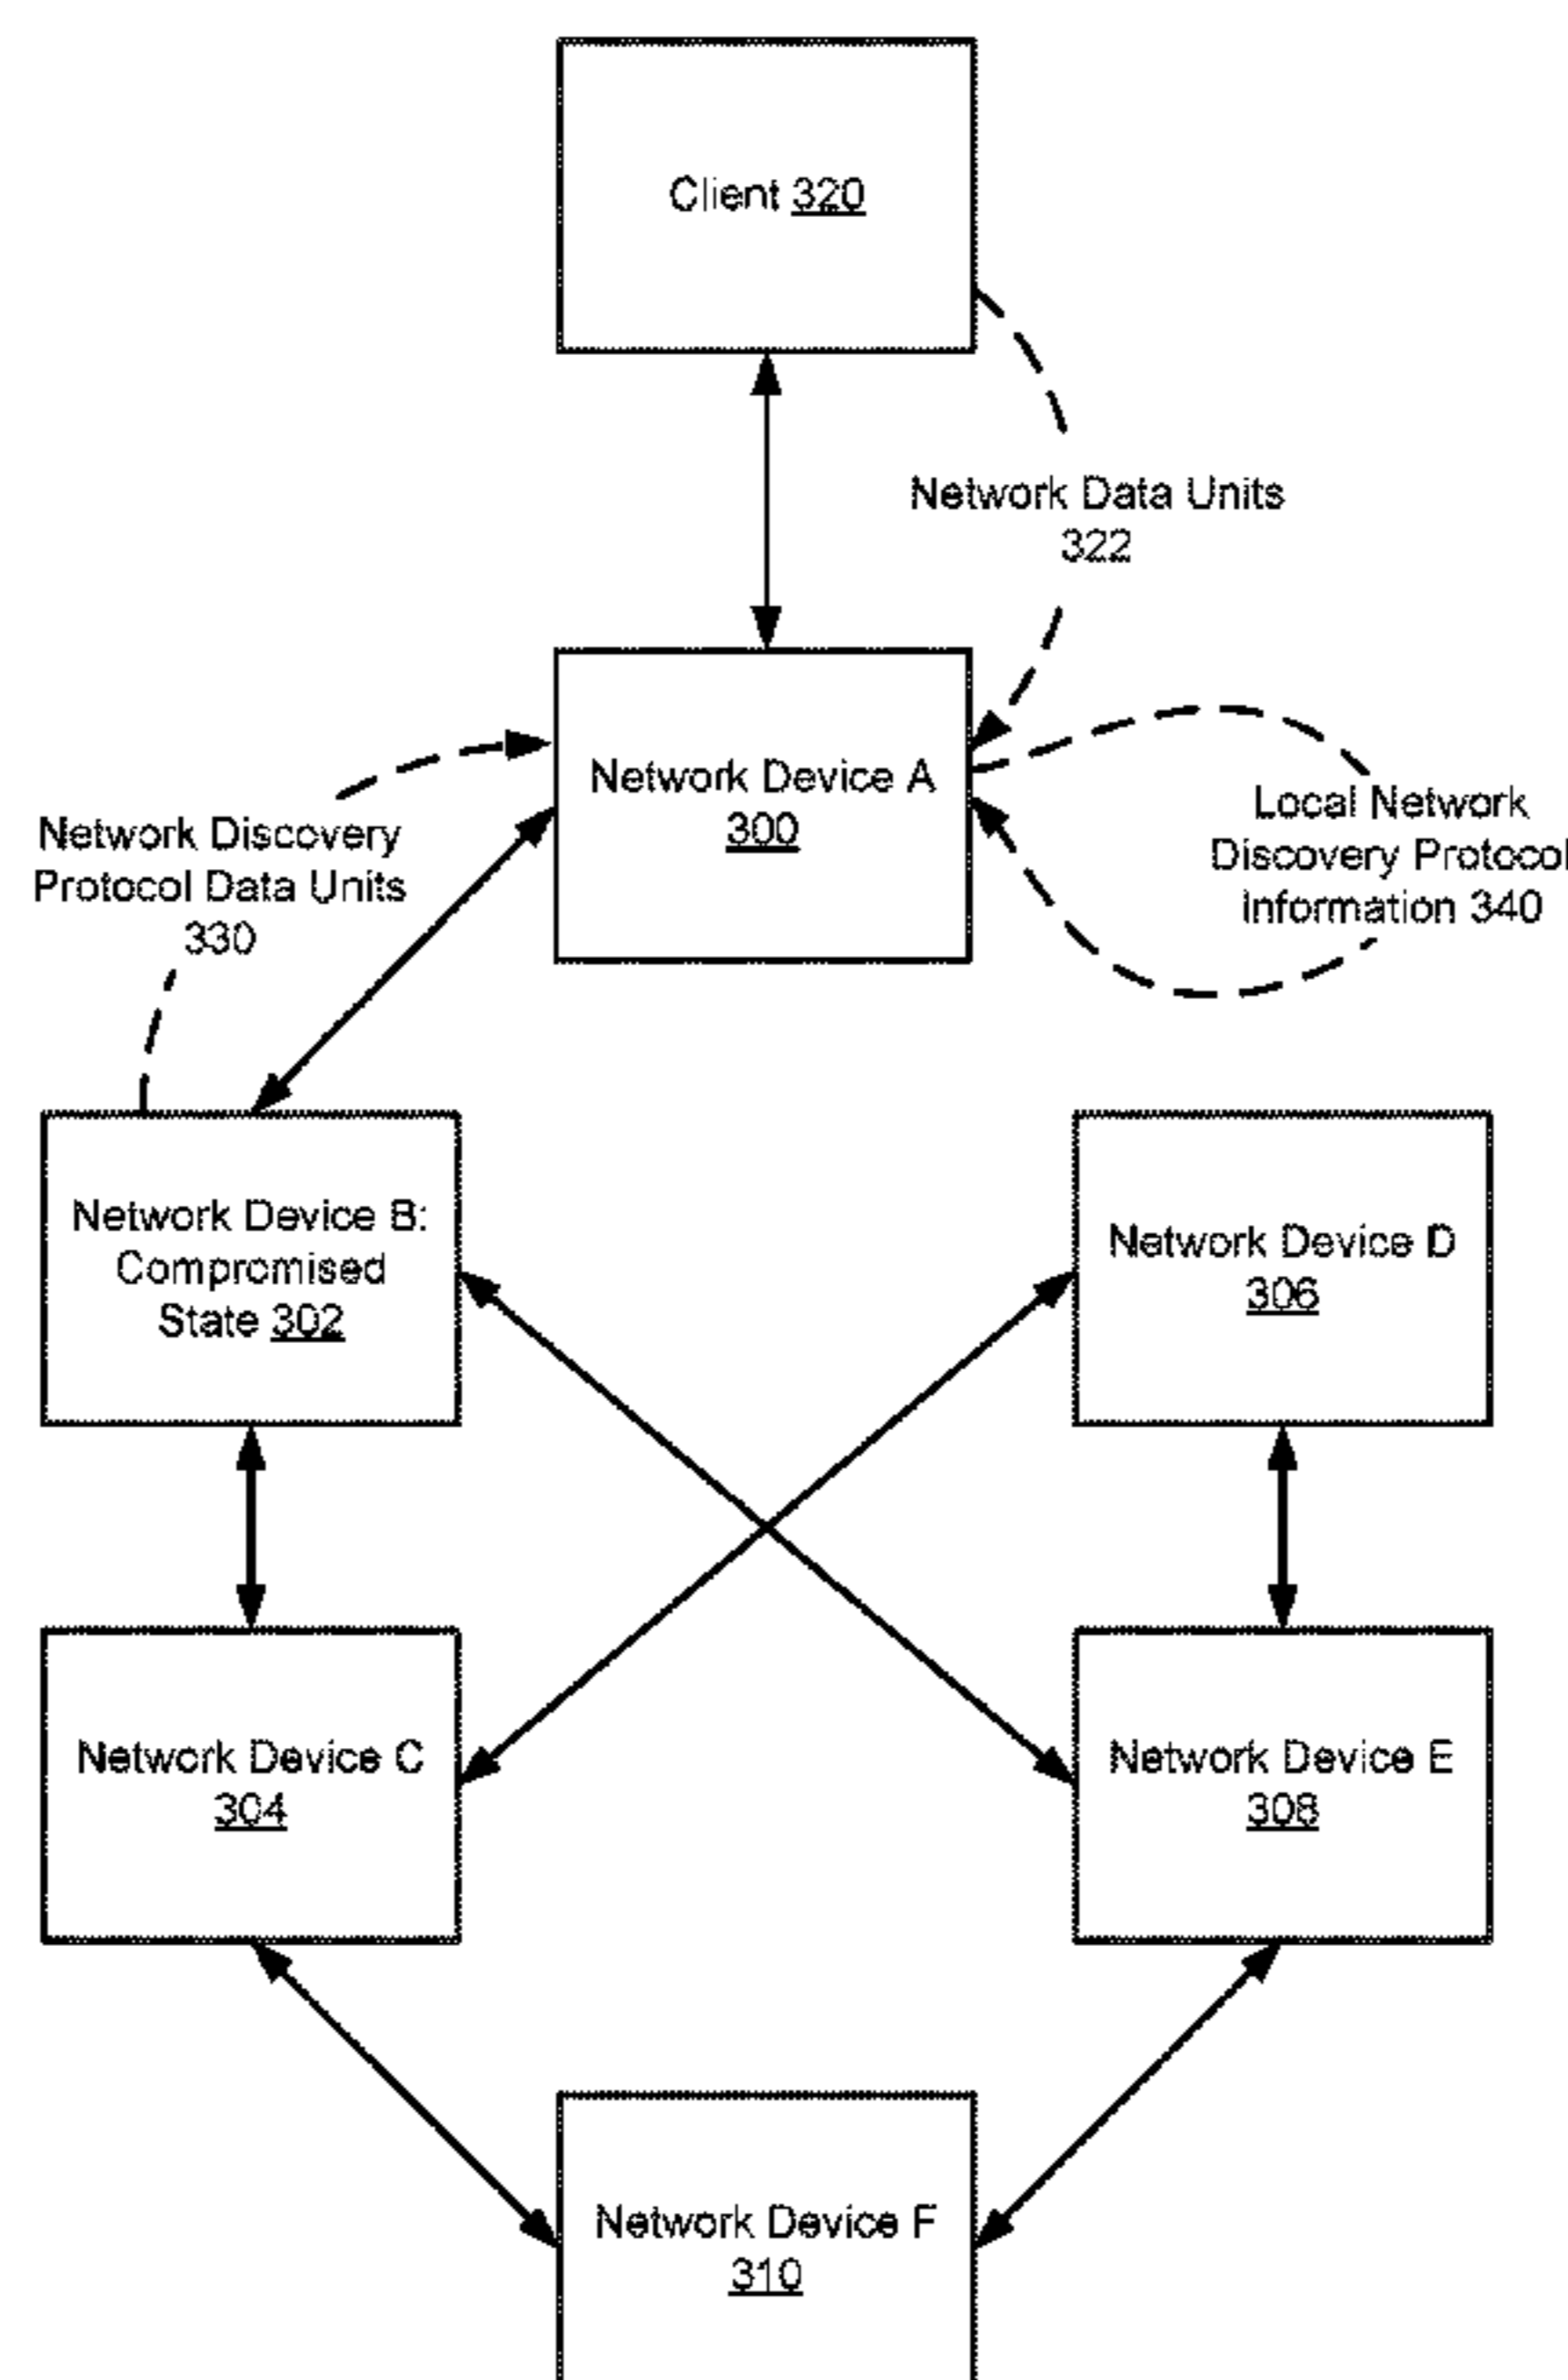 Client 320
Network Data Units
322
Network Device A
300
Local Network
Discovery Protocol
Information 340
Network Discovery
Protocol Data Units
330
Network Device B:
Compromised
State 302
Network Device D
306
Network Device C
304
Network Device E
308
Network Device F
310